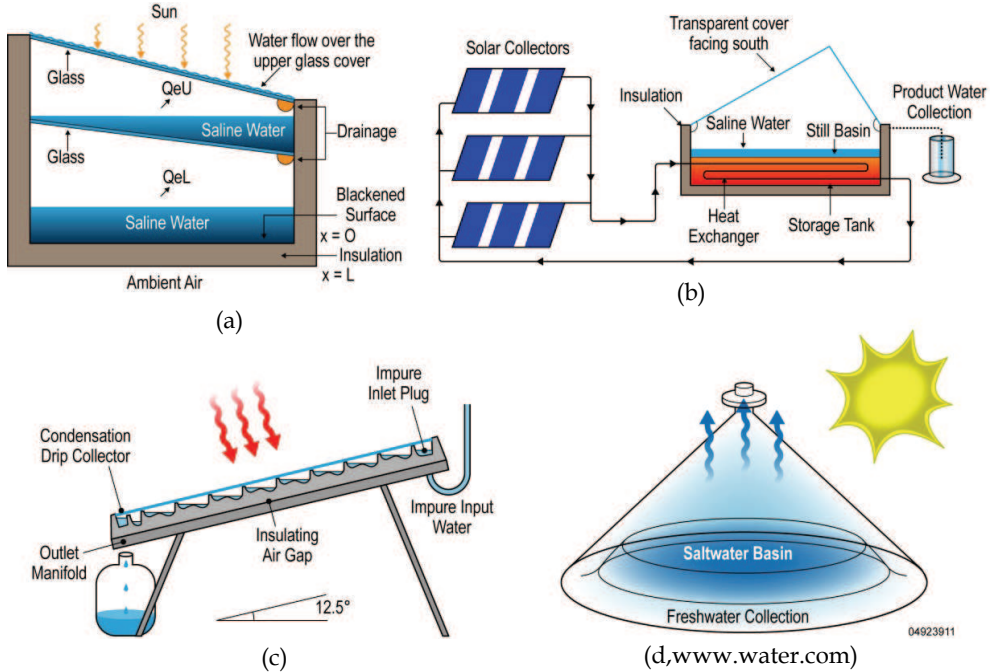 Sun
Water flow over the
upper glass cover
Glass
QeU
Saline Water
Drainage
Glass
QeL
Blackened
Surface
Saline Water
x = O
Insulation
x = L
Ambient Air
(a)
Solar Collectors
Transparent cover
facing south
Insulation
Product Water
Collection
Saline Water
Still Basin
Heat
Exchanger
Storage Tank
(b)
Impure
Inlet Plug
Condensation
Drip Collector
Impure Input
Water
Insulating
Air Gap
Outlet
Manifold
12.5°
(c)
Saltwater Basin
Freshwater Collection
04923911
(d,www.water.com)